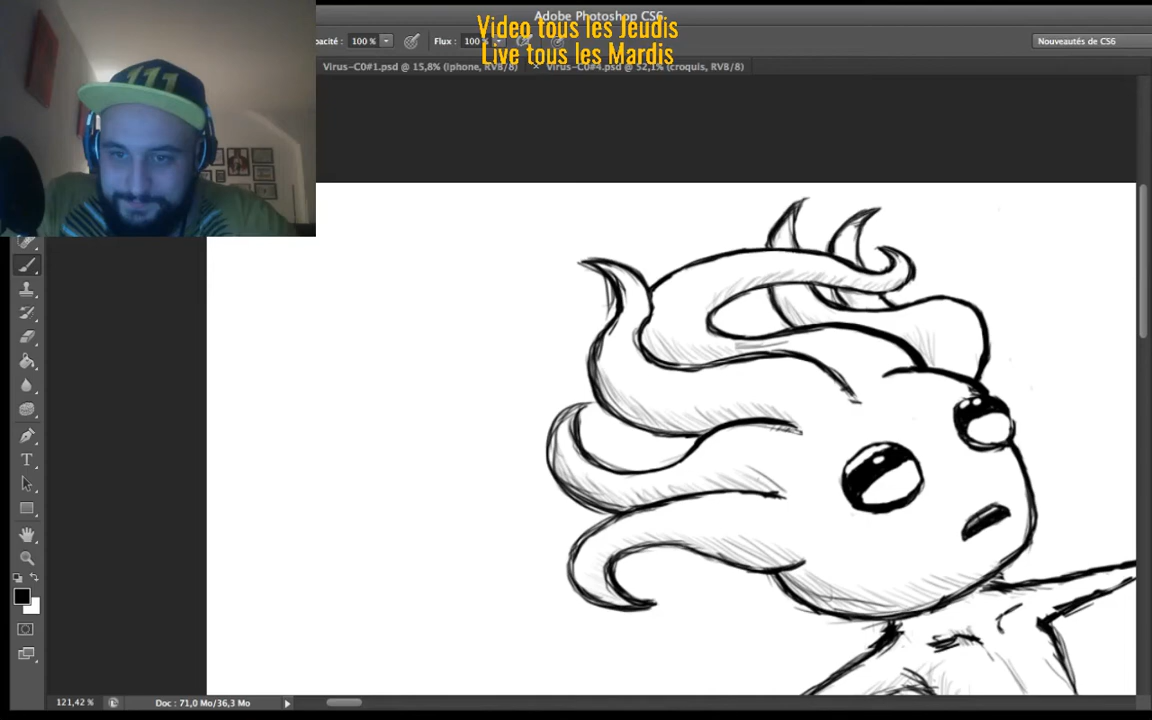 Adobe Photoshop CS6
Video tous les Jeudis
Live tous les Mardis
pacité : 100 % Flux : 100 % Nouveautés de CS6
Virus-C0#1.psd @ 15,8% (Iphone, RVB/8) × Virus-C0#4.psd @ 52,1% (croquis, RVB/8)
111
T
121,42 % Doc : 71,0 Mo/36,3 Mo